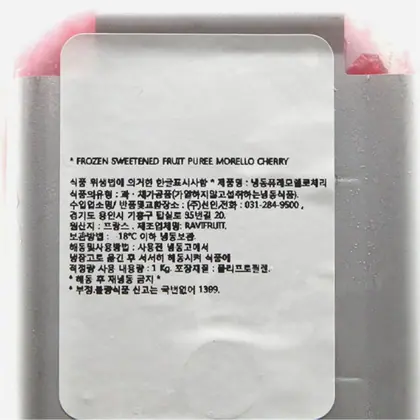 * FROZEN SWEETENED FRUIT PUREE MORELLO CHERRY
식품 위생법에 의거한 한글표시사항 * 제품명 : 냉동퓨레모렐로체리
식품의유형 : 과·채가공품(가열하지않고섭취하는냉동식품).
수입업소명/ 반품및교환장소 : (주)선인,전화 : 031-284-9500 ,
경기도 용인시 기흥구 탑실로 35번길 20.
원산지 : 프랑스 . 제조업체명: RAVIFRUIT.
보관방법 : -18℃ 이하 냉동보관
해동및사용방법 : 사용전 냉동고에서
냉장고로 옮긴 후 서서히 해동시켜 식품에
적정량 사용 내용량 : 1 Kg. 포장재질 : 폴리프로필렌.
* 해동 후 재냉동 금지 *
* 부정,불량식품 신고는 국번없이 1399.